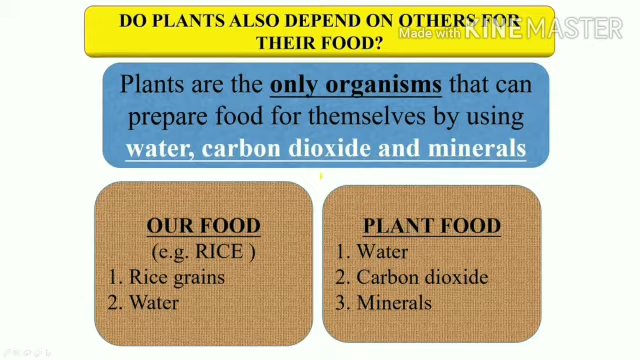 DO PLANTS ALSO DEPEND ON OTHERS FOR
THEIR FOOD?
Made with KINEMASTER
Plants are the only organisms that can
prepare food for themselves by using
water, carbon dioxide and minerals
OUR FOOD
(e.g. RICE )
1. Rice grains
2. Water
PLANT FOOD
1. Water
2. Carbon dioxide
3. Minerals